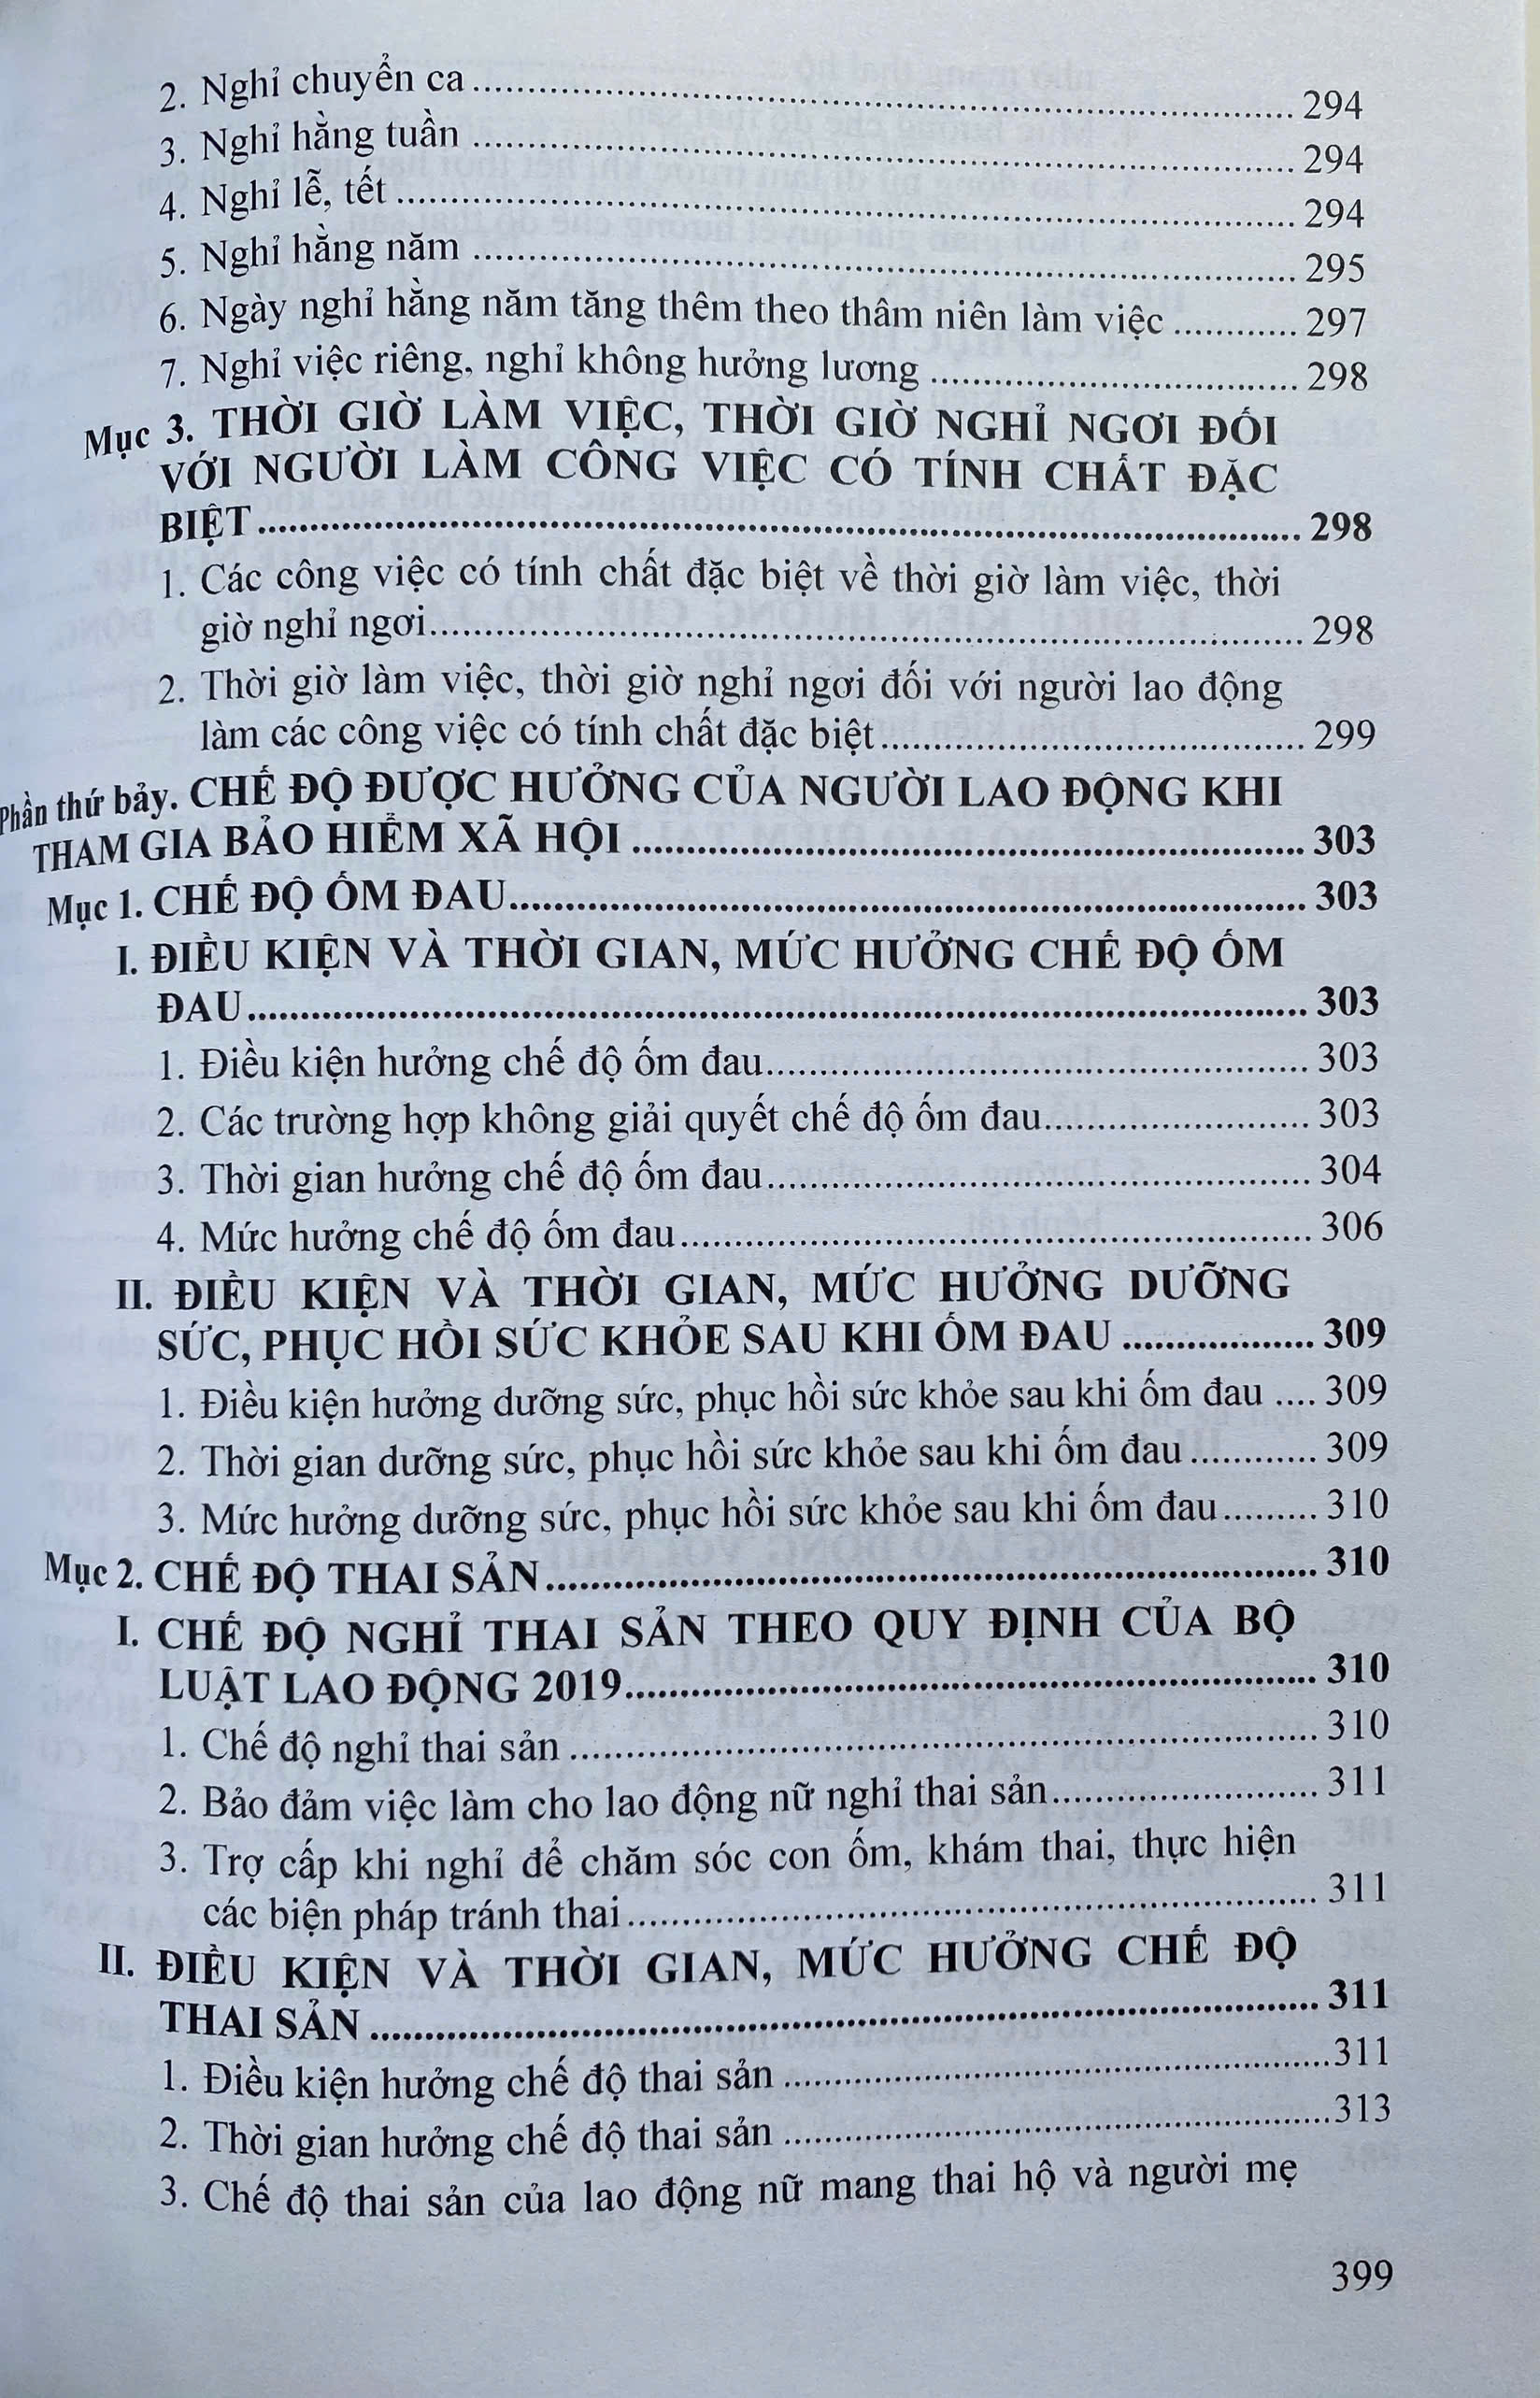 2. Nghỉ chuyển ca ........ 294
3. Nghỉ hằng tuần ........ 294
4. Nghỉ lễ, tết ........ 294
5. Nghỉ hằng năm ........ 295
6. Ngày nghỉ hằng năm tăng thêm theo thâm niên làm việc ........ 297
7. Nghỉ việc riêng, nghỉ không hưởng lương ........ 298
Mục 3. THỜI GIỜ LÀM VIỆC, THỜI GIỜ NGHỈ NGƠI ĐỐI
VỚI NGƯỜI LÀM CÔNG VIỆC CÓ TÍNH CHẤT ĐẶC
BIỆT ........ 298
1. Các công việc có tính chất đặc biệt về thời giờ làm việc, thời
giờ nghỉ ngơi ........ 298
2. Thời giờ làm việc, thời giờ nghỉ ngơi đối với người lao động
làm các công việc có tính chất đặc biệt ........ 299
Phần thứ bảy. CHẾ ĐỘ ĐƯỢC HƯỞNG CỦA NGƯỜI LAO ĐỘNG KHI
THAM GIA BẢO HIỂM XÃ HỘI ........ 303
Mục 1. CHẾ ĐỘ ỐM ĐAU ........ 303
I. ĐIỀU KIỆN VÀ THỜI GIAN, MỨC HƯỞNG CHẾ ĐỘ ỐM
ĐAU ........ 303
1. Điều kiện hưởng chế độ ốm đau ........ 303
2. Các trường hợp không giải quyết chế độ ốm đau ........ 303
3. Thời gian hưởng chế độ ốm đau ........ 304
4. Mức hưởng chế độ ốm đau ........ 306
II. ĐIỀU KIỆN VÀ THỜI GIAN, MỨC HƯỞNG DƯỠNG
SỨC, PHỤC HỒI SỨC KHỎE SAU KHI ỐM ĐAU ........ 309
1. Điều kiện hưởng dưỡng sức, phục hồi sức khỏe sau khi ốm đau .... 309
2. Thời gian dưỡng sức, phục hồi sức khỏe sau khi ốm đau ........ 309
3. Mức hưởng dưỡng sức, phục hồi sức khỏe sau khi ốm đau ........ 310
Mục 2. CHẾ ĐỘ THAI SẢN ........ 310
I. CHẾ ĐỘ NGHỈ THAI SẢN THEO QUY ĐỊNH CỦA BỘ
LUẬT LAO ĐỘNG 2019 ........ 310
1. Chế độ nghỉ thai sản ........ 310
2. Bảo đảm việc làm cho lao động nữ nghỉ thai sản ........ 311
3. Trợ cấp khi nghỉ để chăm sóc con ốm, khám thai, thực hiện
các biện pháp tránh thai ........ 311
II. ĐIỀU KIỆN VÀ THỜI GIAN, MỨC HƯỞNG CHẾ ĐỘ
THAI SẢN ........ 311
1. Điều kiện hưởng chế độ thai sản ........ 311
2. Thời gian hưởng chế độ thai sản ........ 313
3. Chế độ thai sản của lao động nữ mang thai hộ và người mẹ
399